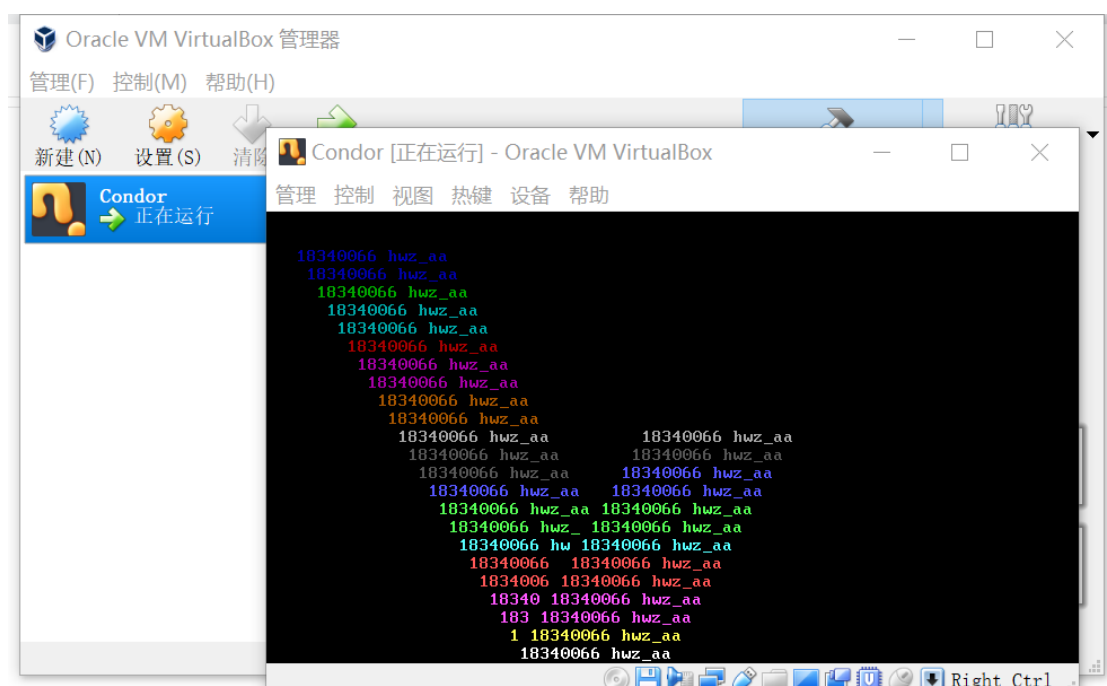 Oracle VM VirtualBox 管理器
管理(F) 控制(M) 帮助(H)
新建(N) 设置(S) 清除
Condor
正在运行
Condor [正在运行] - Oracle VM VirtualBox
管理 控制 视图 热键 设备 帮助
18340066 hwz_aa
18340066 hwz_aa
18340066 hwz_aa
18340066 hwz_aa
18340066 hwz_aa
18340066 hwz_aa
18340066 hwz_aa
18340066 hwz_aa
18340066 hwz_aa
18340066 hwz_aa
18340066 hwz_aa 18340066 hwz_aa
18340066 hwz_aa 18340066 hwz_aa
18340066 hwz_aa 18340066 hwz_aa
18340066 hwz_aa 18340066 hwz_aa
18340066 hwz_aa 18340066 hwz_aa
18340066 hwz_ 18340066 hwz_aa
18340066 hw 18340066 hwz_aa
18340066 18340066 hwz_aa
1834006 18340066 hwz_aa
18340 18340066 hwz_aa
183 18340066 hwz_aa
1 18340066 hwz_aa
18340066 hwz_aa
Right Ctrl